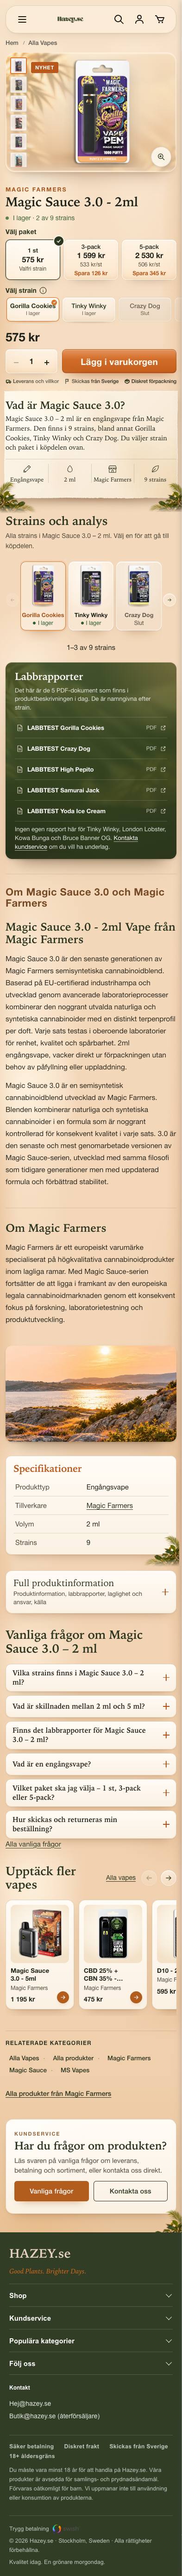 Hazey.se
Hem / Alla Vapes
NYHET
MAGIC FARMERS
Magic Sauce 3.0 - 2ml
I lager · 2 av 9 strains
Välj paket
1 st
575 kr
Valfri strain
3-pack
1 599 kr
533 kr/st
Spara 126 kr
5-pack
2 530 kr
506 kr/st
Spara 345 kr
Välj strain
Gorilla Cookies
I lager
Tinky Winky
I lager
Crazy Dog
Slut
575 kr
− 1 +
Lägg i varukorgen
Leverans och villkor
Skickas från Sverige
Diskret förpackning
Vad är Magic Sauce 3.0?
Magic Sauce 3.0 – 2 ml är en engångsvape från Magic Farmers. Den finns i 9 strains, bland annat Gorilla Cookies, Tinky Winky och Crazy Dog. Du väljer strain och paket i köpdelen ovan.
Engångsvape
2 ml
Magic Farmers
9 strains
Strains och analys
Alla strains i Magic Sauce 3.0 – 2 ml. Välj en för att gå till köpdelen.
Gorilla Cookies
I lager
Tinky Winky
I lager
Crazy Dog
Slut
1–3 av 9 strains
Labbrapporter
Det här är de 5 PDF-dokument som finns i produktbeskrivningen i dag. De är namngivna efter strain.
LABBTEST Gorilla Cookies PDF
LABBTEST Crazy Dog PDF
LABBTEST High Pepito PDF
LABBTEST Samurai Jack PDF
LABBTEST Yoda Ice Cream PDF
Ingen egen rapport här för Tinky Winky, London Lobster, Kowa Bunga och Bruce Banner OG. Kontakta kundservice om du vill ha underlag.
Om Magic Sauce 3.0 och Magic Farmers
Magic Sauce 3.0 - 2ml Vape från Magic Farmers
Magic Sauce 3.0 är den senaste generationen av Magic Farmers semisyntetiska cannabinoidblend. Baserad på EU-certifierad industrihampa och utvecklad genom avancerade laboratorieprocesser kombinerar den noggrant utvalda naturliga och syntetiska cannabinoider med en distinkt terpenprofil per doft. Varje sats testas i oberoende laboratorier för renhet, kvalitet och spårbarhet. 2ml engångsvape, vacker direkt ur förpackningen utan behov av påfyllning eller uppladdning.
Magic Sauce 3.0 är en semisyntetisk cannabinoidblend utvecklad av Magic Farmers. Blenden kombinerar naturliga och syntetiska cannabinoider i en formula som är noggrant kontrollerad för konsekvent kvalitet i varje sats. 3.0 är den senaste och mest genomarbetade versionen av Magic Sauce-serien, utvecklad med samma filosofi som tidigare generationer men med uppdaterad formula och förbättrad stabilitet.
Om Magic Farmers
Magic Farmers är ett europeiskt varumärke specialiserat på högkvalitativa cannabinoidprodukter inom lagliga ramar. Med Magic Sauce-serien fortsätter de att ligga i framkant av den europeiska legala cannabinoidmarknaden genom ett konsekvent fokus på forskning, laboratorietestning och produktutveckling.
Specifikationer
Produkttyp Engångsvape
Tillverkare Magic Farmers
Volym 2 ml
Strains 9
Full produktinformation
Produktinformation, labbrapporter, laglighet och ansvar, källa
Vanliga frågor om Magic Sauce 3.0 – 2 ml
Vilka strains finns i Magic Sauce 3.0 – 2 ml?
Vad är skillnaden mellan 2 ml och 5 ml?
Finns det labbrapporter för Magic Sauce 3.0 – 2 ml?
Vad är en engångsvape?
Vilket paket ska jag välja – 1 st, 3-pack eller 5-pack?
Hur skickas och returneras min beställning?
Alla vanliga frågor
Upptäck fler vapes
Alla vapes
Magic Sauce 3.0 - 5ml
Magic Farmers
1 195 kr
CBD 25% + CBN 35% -...
Magic Farmers
475 kr
RELATERADE KATEGORIER
Alla Vapes
Alla produkter
Magic Farmers
Magic Sauce
MS Vapes
Alla produkter från Magic Farmers
KUNDSERVICE
Har du frågor om produkten?
Läs svaren på vanliga frågor om leverans, betalning och sortiment, eller kontakta oss direkt.
Vanliga frågor
Kontakta oss
HAZEY.se
Good Plants. Brighter Days.
Shop
Kundservice
Populära kategorier
Följ oss
Kontakt
Hej@hazey.se
Butik@hazey.se (återförsäljare)
Säker betalning
Diskret frakt
Skickas från Sverige
18+ åldersgräns
Du måste vara minst 18 år för att handla på Hazey.se. Våra produkter är avsedda för samlings- och prydnadsändamål. Förvaras oåtkomligt för barn. Vi uppmanar inte till användning eller konsumtion av produkterna.
Trygg betalning
© 2026 Hazey.se · Stockholm, Sweden · Alla rättigheter förbehållna.
Kvalitet idag. En grönare morgondag.